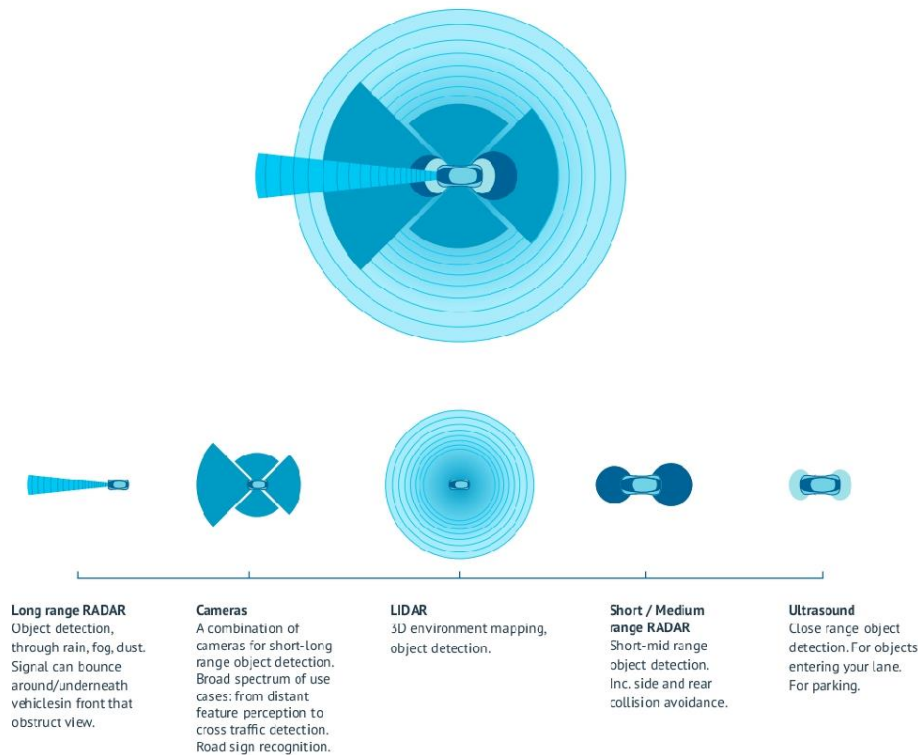 Long range RADAR
Object detection,
through rain, fog, dust.
Signal can bounce
around/underneath
vehiclesin front that
obstruct view.
Cameras
A combination of
cameras for short-long
range object detection.
Broad spectrum of use
cases: from distant
feature perception to
cross traffic detection.
Road sign recognition.
LIDAR
3D environment mapping,
object detection.
Short / Medium
range RADAR
Short-mid range
object detection.
Inc. side and rear
collision avoidance.
Ultrasound
Close range object
detection. For objects
entering your lane.
For parking.